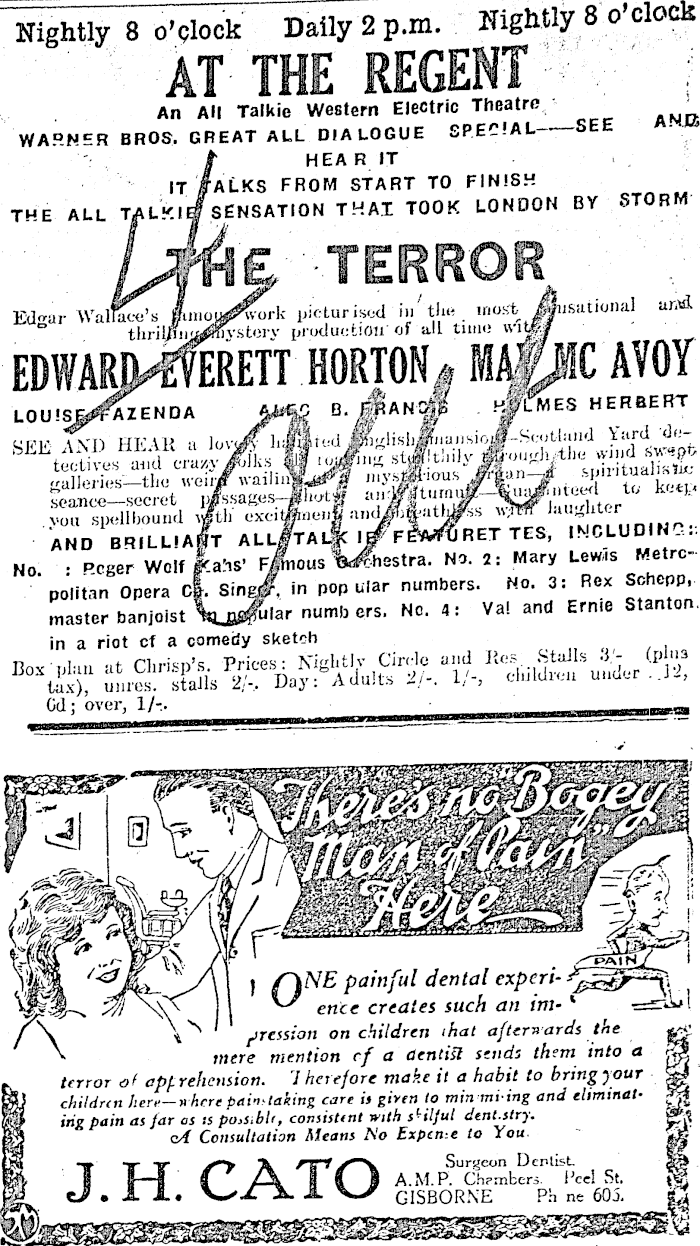 Nightly 8 o'clock Daily 2 p.m. Nightly 8 o'clock
AT THE REGENT
An All Talkie Western Electric Theatre
WARNER BROS. GREAT ALL DIALOGUE SPECIAL—SEE AND
HEAR IT
IT TALKS FROM START TO FINISH
THE ALL TALKIE SENSATION THAT TOOK LONDON BY STORM
THE TERROR
Edgar Wallace's famous work picturised in the most sensational and
thrilling mystery production of all time with
EDWARD EVERETT HORTON MAY MC AVOY
LOUISE FAZENDA ALEC B. FRANCIS HOLMES HERBERT
SEE AND HEAR a lovely haunted English mansion—Scotland Yard de-
tectives and crazy folks all roaming stealthily through the wind swept
galleries—the weird wailing mysterious organ—a spiritualistic
seance—secret passages—shots and tumult—Guaranteed to keep
you spellbound with excitement and breathless with laughter
AND BRILLIANT ALL TALKIE FEATURETTES, INCLUDING:
No. : Roger Wolf Kahs' Famous Orchestra. No. 2: Mary Lewis Metro-
politan Opera Co. Singer, in popular numbers. No. 3: Rex Schepp,
master banjoist in popular numbers. No. 4: Val and Ernie Stanton.
in a riot of a comedy sketch
Box plan at Chrisp's. Prices: Nightly Circle and Res Stalls 3/- (plus
tax), unres. stalls 2/-. Day: Adults 2/-. 1/-, children under 12,
6d; over, 1/-.
4/ out
There's no "Bogey
Man of Pain"
Here
PAIN
ONE painful dental experi-
ence creates such an im-
pression on children that afterwards the
mere mention of a dentist sends them into a
terror of apprehension. Therefore make it a habit to bring your
children here—where painstaking care is given to minimising and eliminat-
ing pain as far as is possible, consistent with skilful dentistry.
A Consultation Means No Expense to You.
J. H. CATO
Surgeon Dentist.
A.M.P. Chambers. Peel St.
GISBORNE Phone 605.